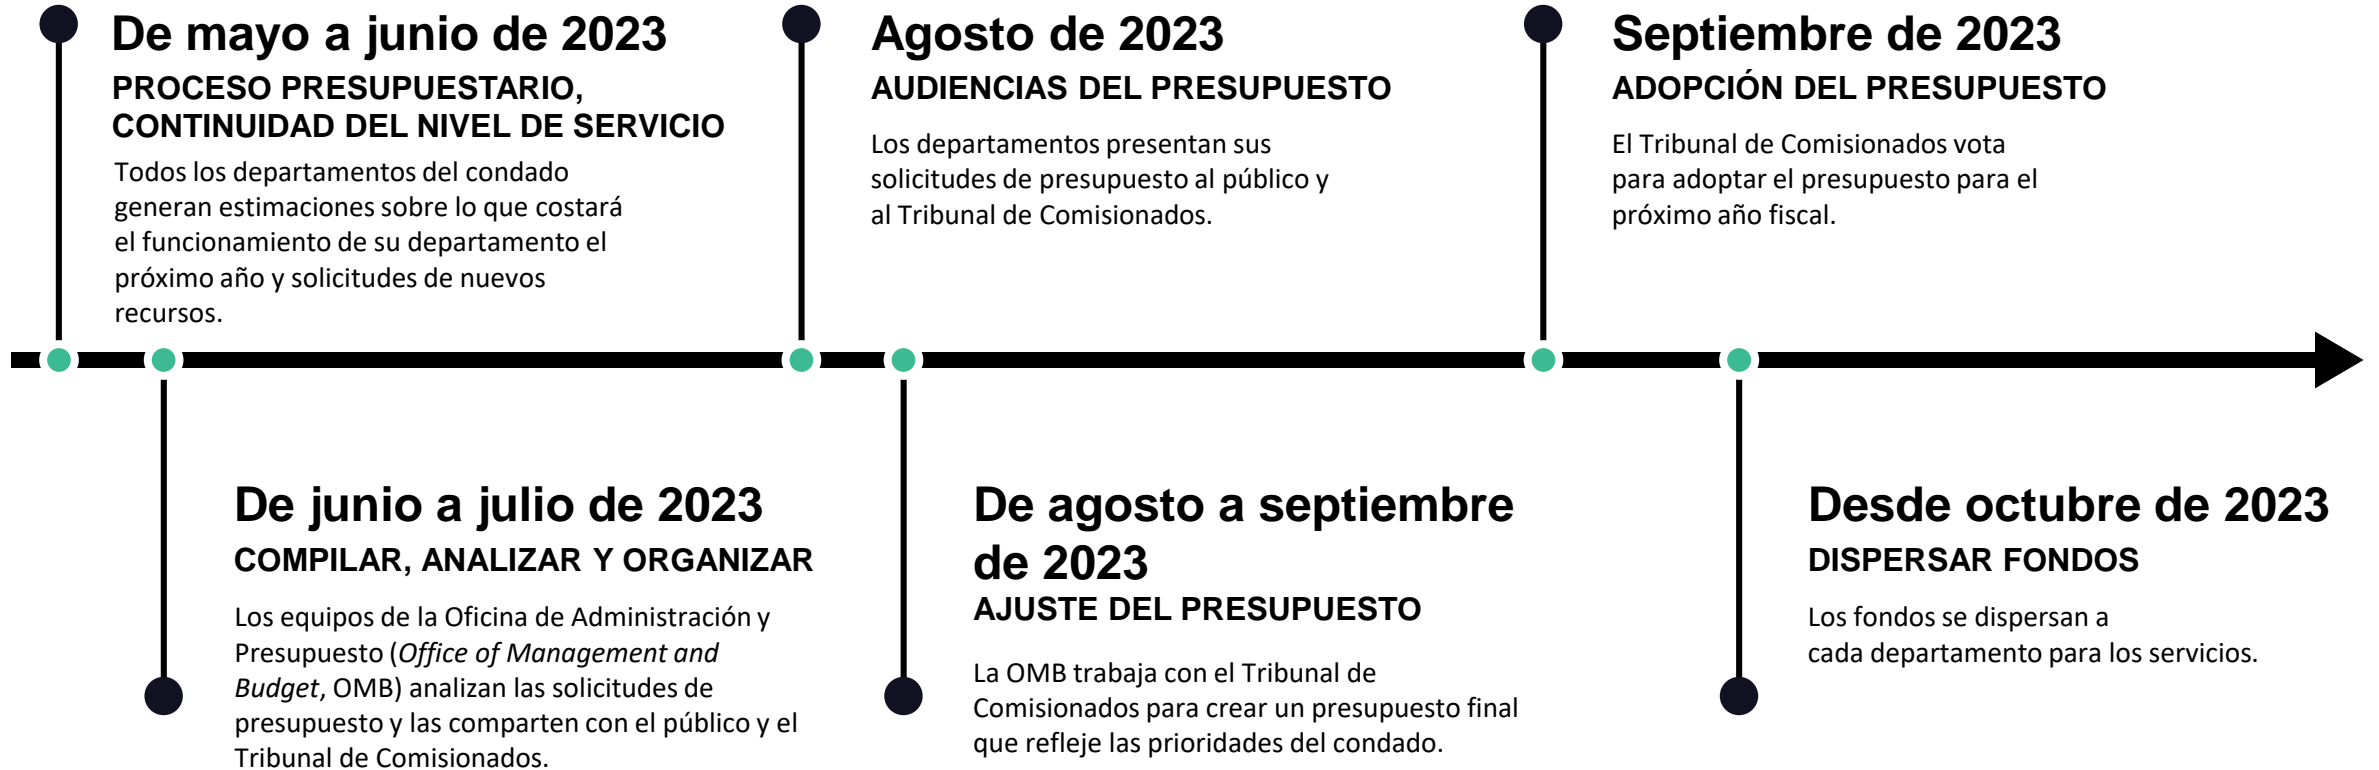 De mayo a junio de 2023
PROCESO PRESUPUESTARIO,
CONTINUIDAD DEL NIVEL DE SERVICIO
Todos los departamentos del condado
generan estimaciones sobre lo que costará
el funcionamiento de su departamento el
próximo año y solicitudes de nuevos
recursos.
Agosto de 2023
AUDIENCIAS DEL PRESUPUESTO
Los departamentos presentan sus
solicitudes de presupuesto al público y
al Tribunal de Comisionados.
Septiembre de 2023
ADOPCIÓN DEL PRESUPUESTO
El Tribunal de Comisionados vota
para adoptar el presupuesto para el
próximo año fiscal.
De junio a julio de 2023
COMPILAR, ANALIZAR Y ORGANIZAR
Los equipos de la Oficina de Administración y
Presupuesto (Office of Management and
Budget, OMB) analizan las solicitudes de
presupuesto y las comparten con el público y el
Tribunal de Comisionados.
De agosto a septiembre
de 2023
AJUSTE DEL PRESUPUESTO
La OMB trabaja con el Tribunal de
Comisionados para crear un presupuesto final
que refleje las prioridades del condado.
Desde octubre de 2023
DISPERSAR FONDOS
Los fondos se dispersan a
cada departamento para los servicios.